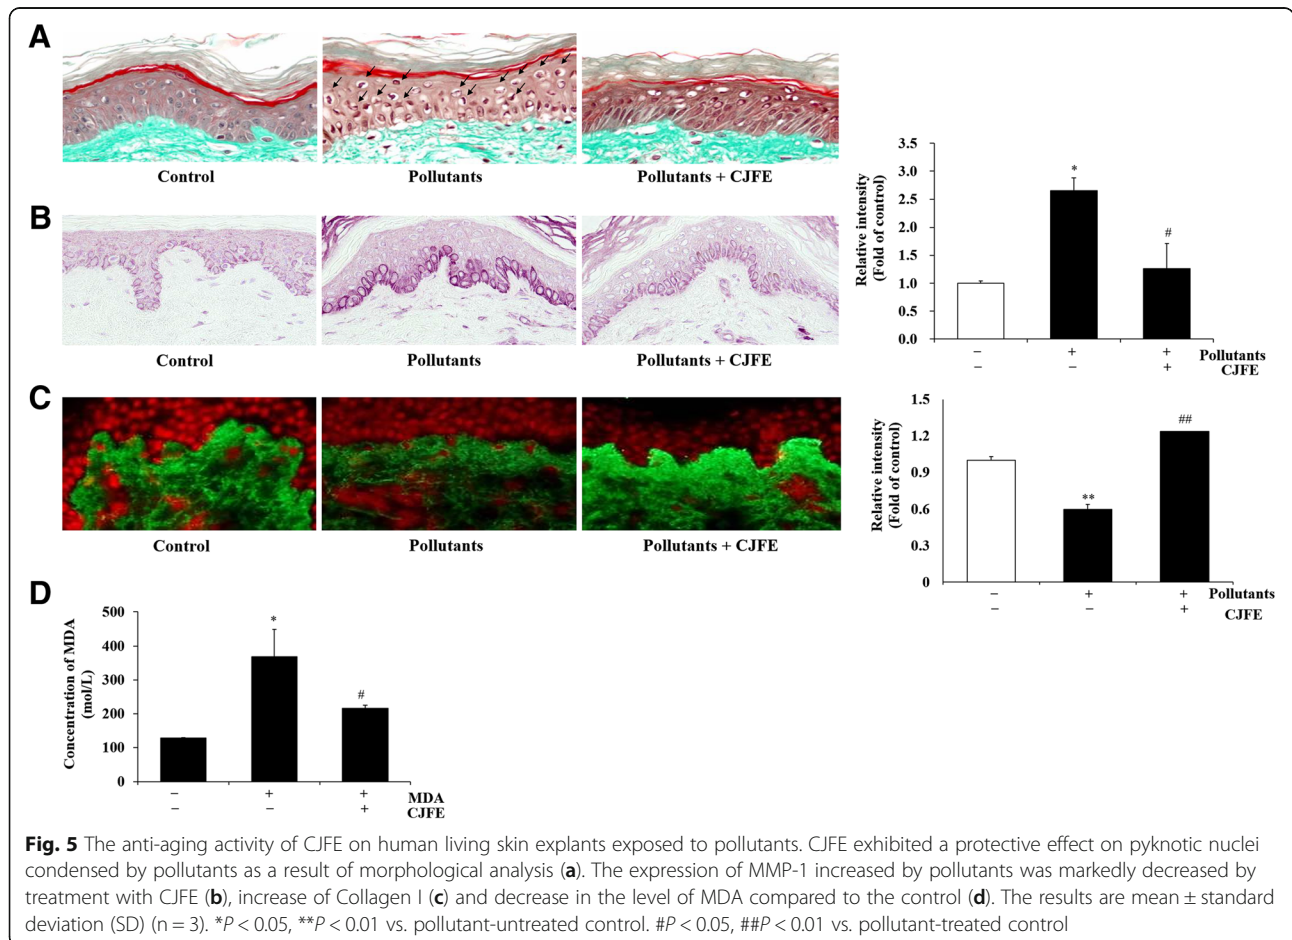 A
Control
Pollutants
Pollutants + CJFE
B
Control
Pollutants
Pollutants + CJFE
Relative intensity
(Fold of control)
3.5
3.0
2.5
2.0
1.5
1.0
0.5
0.0
*
#
− + + Pollutants
− − + CJFE
C
Control
Pollutants
Pollutants + CJFE
Relative intensity
(Fold of control)
1.5
1.2
0.9
0.6
0.3
0
**
##
− + + Pollutants
− − + CJFE
D
Concentration of MDA
(mol/L)
500
400
300
200
100
0
*
#
− + + MDA
− − + CJFE
Fig. 5 The anti-aging activity of CJFE on human living skin explants exposed to pollutants. CJFE exhibited a protective effect on pyknotic nuclei
condensed by pollutants as a result of morphological analysis (a). The expression of MMP-1 increased by pollutants was markedly decreased by
treatment with CJFE (b), increase of Collagen I (c) and decrease in the level of MDA compared to the control (d). The results are mean ± standard
deviation (SD) (n = 3). *P < 0.05, **P < 0.01 vs. pollutant-untreated control. #P < 0.05, ##P < 0.01 vs. pollutant-treated control